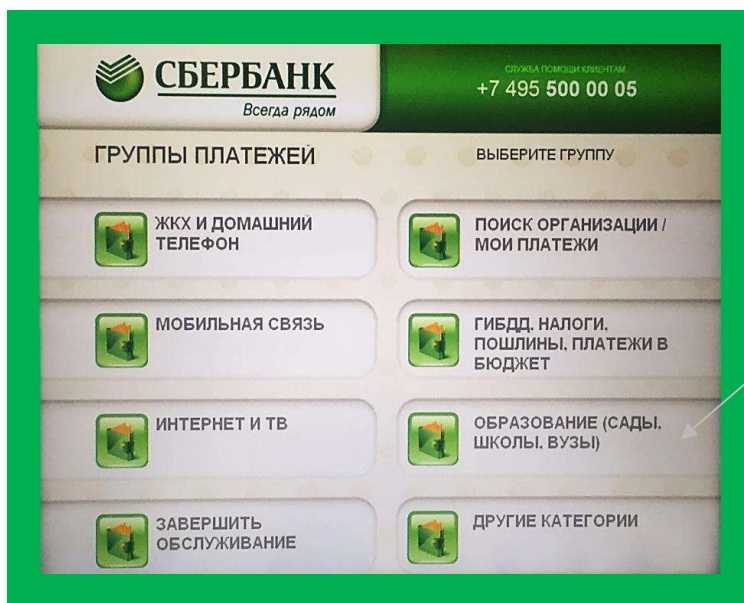 СБЕРБАНК
Всегда рядом
СЛУЖБА ПОМОЩИ КЛИЕНТАМ
+7 495 500 00 05
ГРУППЫ ПЛАТЕЖЕЙ
ВЫБЕРИТЕ ГРУППУ
ЖКХ И ДОМАШНИЙ
ТЕЛЕФОН
ПОИСК ОРГАНИЗАЦИИ /
МОИ ПЛАТЕЖИ
МОБИЛЬНАЯ СВЯЗЬ
ГИБДД, НАЛОГИ,
ПОШЛИНЫ, ПЛАТЕЖИ В
БЮДЖЕТ
ИНТЕРНЕТ И ТВ
ОБРАЗОВАНИЕ (САДЫ,
ШКОЛЫ, ВУЗЫ)
ЗАВЕРШИТЬ
ОБСЛУЖИВАНИЕ
ДРУГИЕ КАТЕГОРИИ